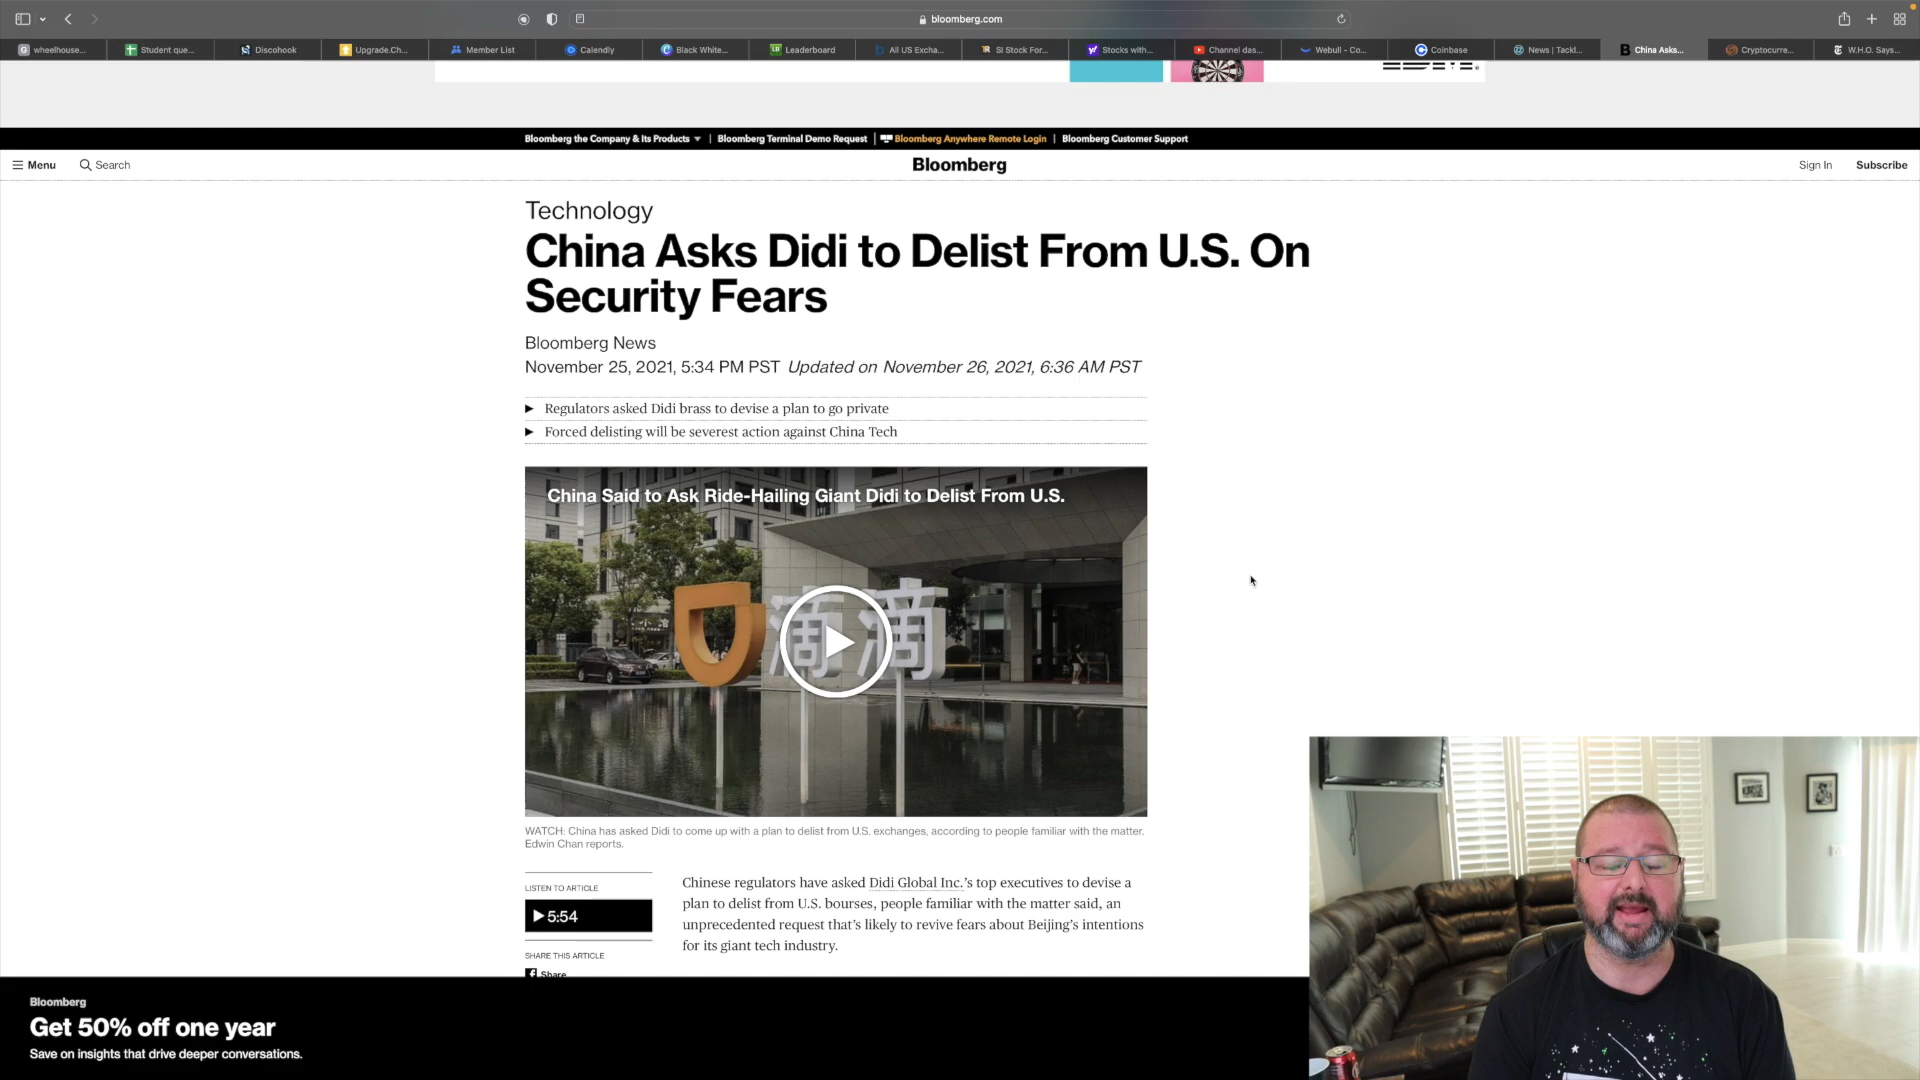 bloomberg.com
wheelhouse...
Student que...
Discohook
Upgrade.Ch...
Member List
Calendly
Black White...
Leaderboard
All US Excha...
SI Stock For...
Stocks with...
Channel das...
Webull - Co...
Coinbase
News | Tackl...
China Asks...
Cryptocurre...
W.H.O. Says...
Bloomberg the Company & Its Products
Bloomberg Terminal Demo Request
Bloomberg Anywhere Remote Login
Bloomberg Customer Support
Menu
Search
Bloomberg
Sign In
Subscribe
Technology
China Asks Didi to Delist From U.S. On
Security Fears
Bloomberg News
November 25, 2021, 5:34 PM PST Updated on November 26, 2021, 6:36 AM PST
Regulators asked Didi brass to devise a plan to go private
Forced delisting will be severest action against China Tech
China Said to Ask Ride-Hailing Giant Didi to Delist From U.S.
滴滴
WATCH: China has asked Didi to come up with a plan to delist from U.S. exchanges, according to people familiar with the matter.
Edwin Chan reports.
LISTEN TO ARTICLE
5:54
SHARE THIS ARTICLE
Share
Chinese regulators have asked Didi Global Inc.'s top executives to devise a
plan to delist from U.S. bourses, people familiar with the matter said, an
unprecedented request that's likely to revive fears about Beijing's intentions
for its giant tech industry.
Bloomberg
Get 50% off one year
Save on insights that drive deeper conversations.